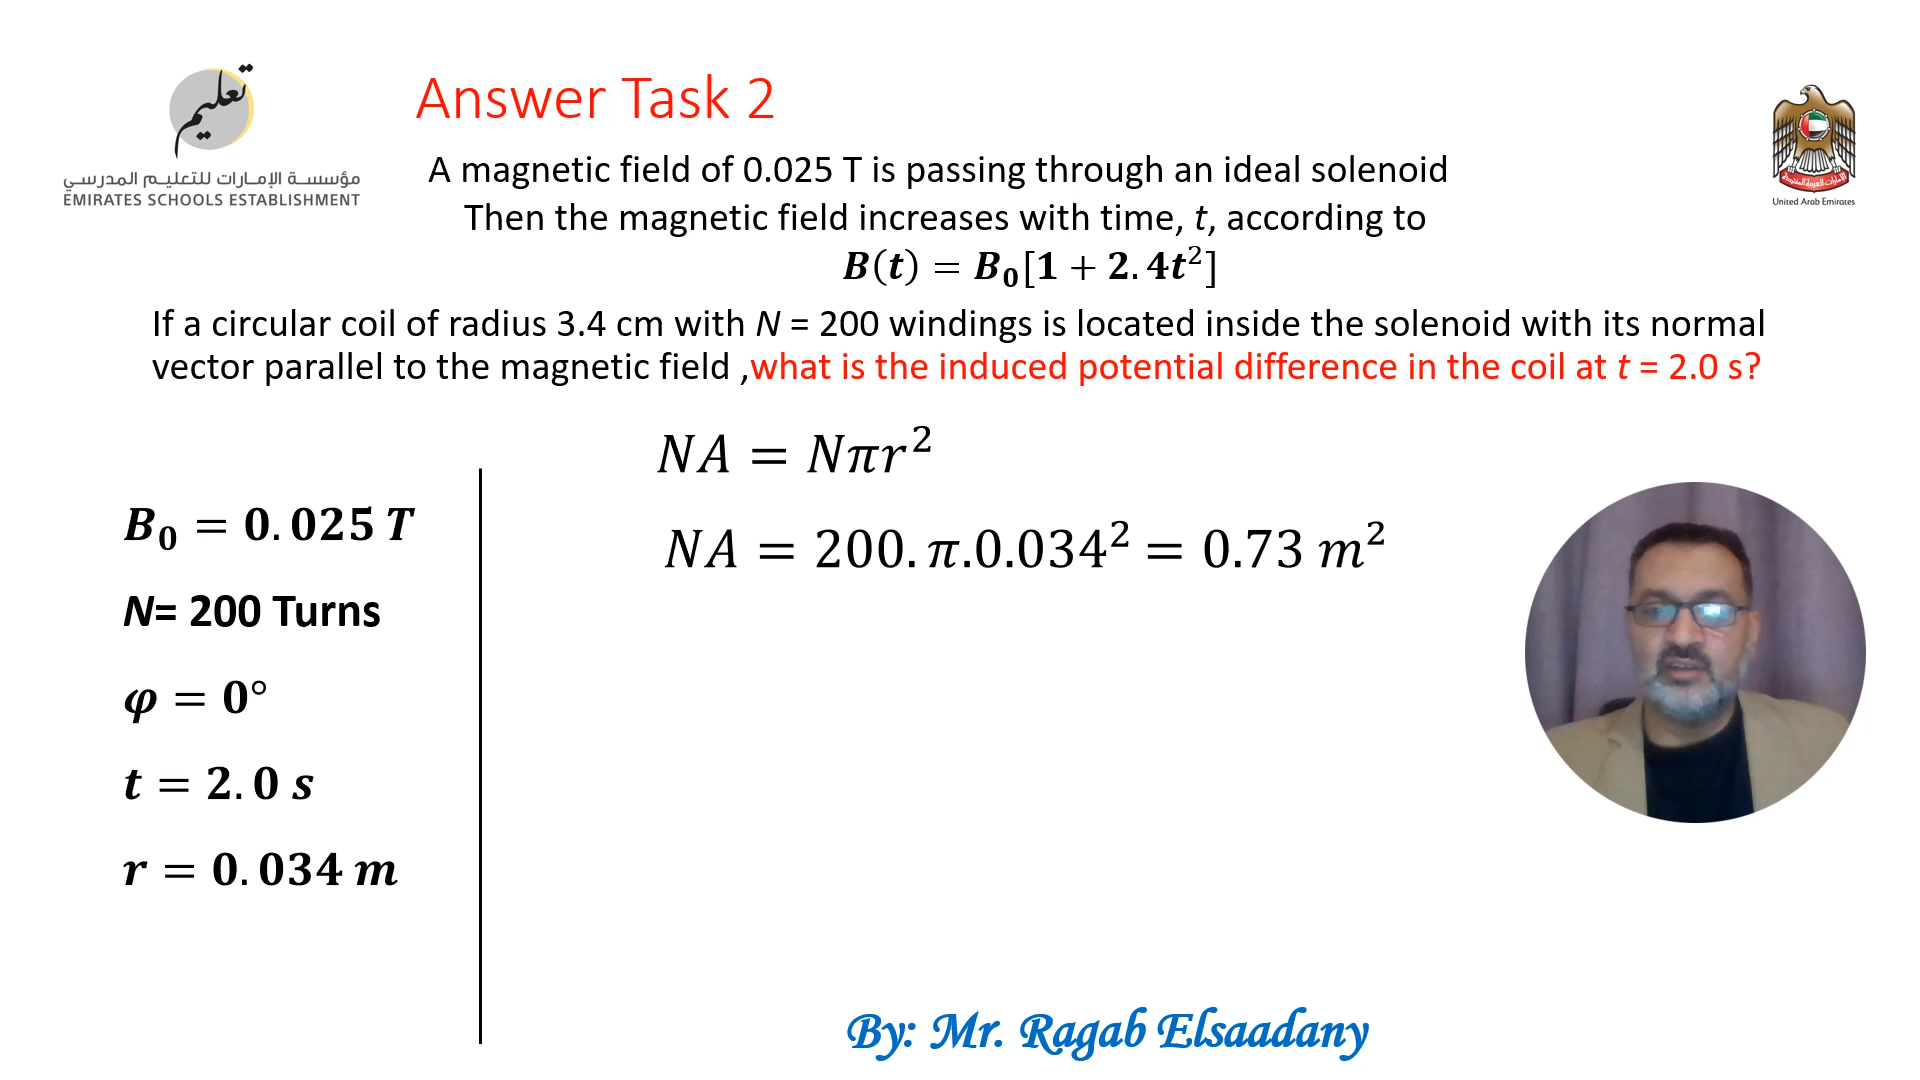 تعليم
مؤسسة الإمارات للتعليم المدرسي
EMIRATES SCHOOLS ESTABLISHMENT
Answer Task 2
United Arab Emirates
A magnetic field of 0.025 T is passing through an ideal solenoid
Then the magnetic field increases with time, t, according to
B(t) = B₀[1 + 2.4t²]
If a circular coil of radius 3.4 cm with N = 200 windings is located inside the solenoid with its normal
vector parallel to the magnetic field ,what is the induced potential difference in the coil at t = 2.0 s?
B₀ = 0.025 T
N= 200 Turns
φ = 0°
t = 2.0 s
r = 0.034 m
NA = Nπr²
NA = 200. π.0.034² = 0.73 m²
By: Mr. Ragab Elsaadany